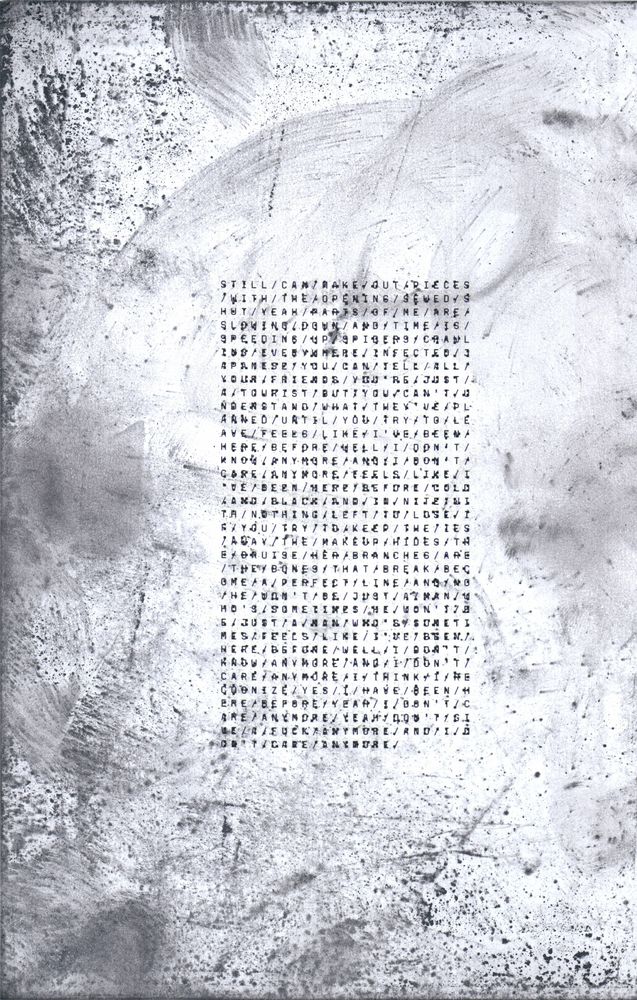 STILL/CAN/MAKE/OUT/PIECES
/WITH/THE/OPENING/SEWED/S
HUT/YEAH/PARTS/OF/ME/ARE/
SLOWING/DOWN/AND/TIME/IS/
SPEEDING/UP/SPIDERS/CRAWL
ING/EVERYWHERE/INFECTED/J
APANESE/YOU/CAN/TELL/ALL/
YOUR/FRIENDS/YOU'RE/JUST/
A/TOURIST/BUT/YOU/CAN'T/U
NDERSTAND/WHAT/THEY'VE/PL
ANNED/UNTIL/YOU/TRY/TO/LE
AVE/FEELS/LIKE/I'VE/BEEN/
HERE/BEFORE/WELL/I/DON'T/
KNOW/ANYMORE/AND/I/DON'T/
CARE/ANYMORE/FEELS/LIKE/I
'VE/BEEN/HERE/BEFORE/COLD
/AND/BLACK/AND/INFINITE/WI
TH/NOTHING/LEFT/TO/LOSE/I
F/YOU/TRY/TO/KEEP/THE/IES
/AWAY/THE/MAKEUP/HIDES/TH
E/BRUISE/HER/BRANCHES/ARE
/THE/BONES/THAT/BREAK/BEC
OME/A/PERFECT/LINE/AND/NO
/HE/WON'T/BE/JUST/A/MAN/W
HO'S/SOMETIMES/HE/WON'T/B
E/JUST/A/MAN/WHO'S/SOMETI
MES/FEELS/LIKE/I'VE/BEEN/
HERE/BEFORE/WELL/I/DON'T/
KNOW/ANYMORE/AND/I/DON'T/
CARE/ANYMORE/I/THINK/I/RE
COGNIZE/YES/I/HAVE/BEEN/H
ERE/BEFORE/YEAH/I/DON'T/C
ARE/ANYMORE/YEAH/DON'T/GI
VE/A/FUCK/ANYMORE/AND/I/D
ON'T/CARE/ANYMORE/